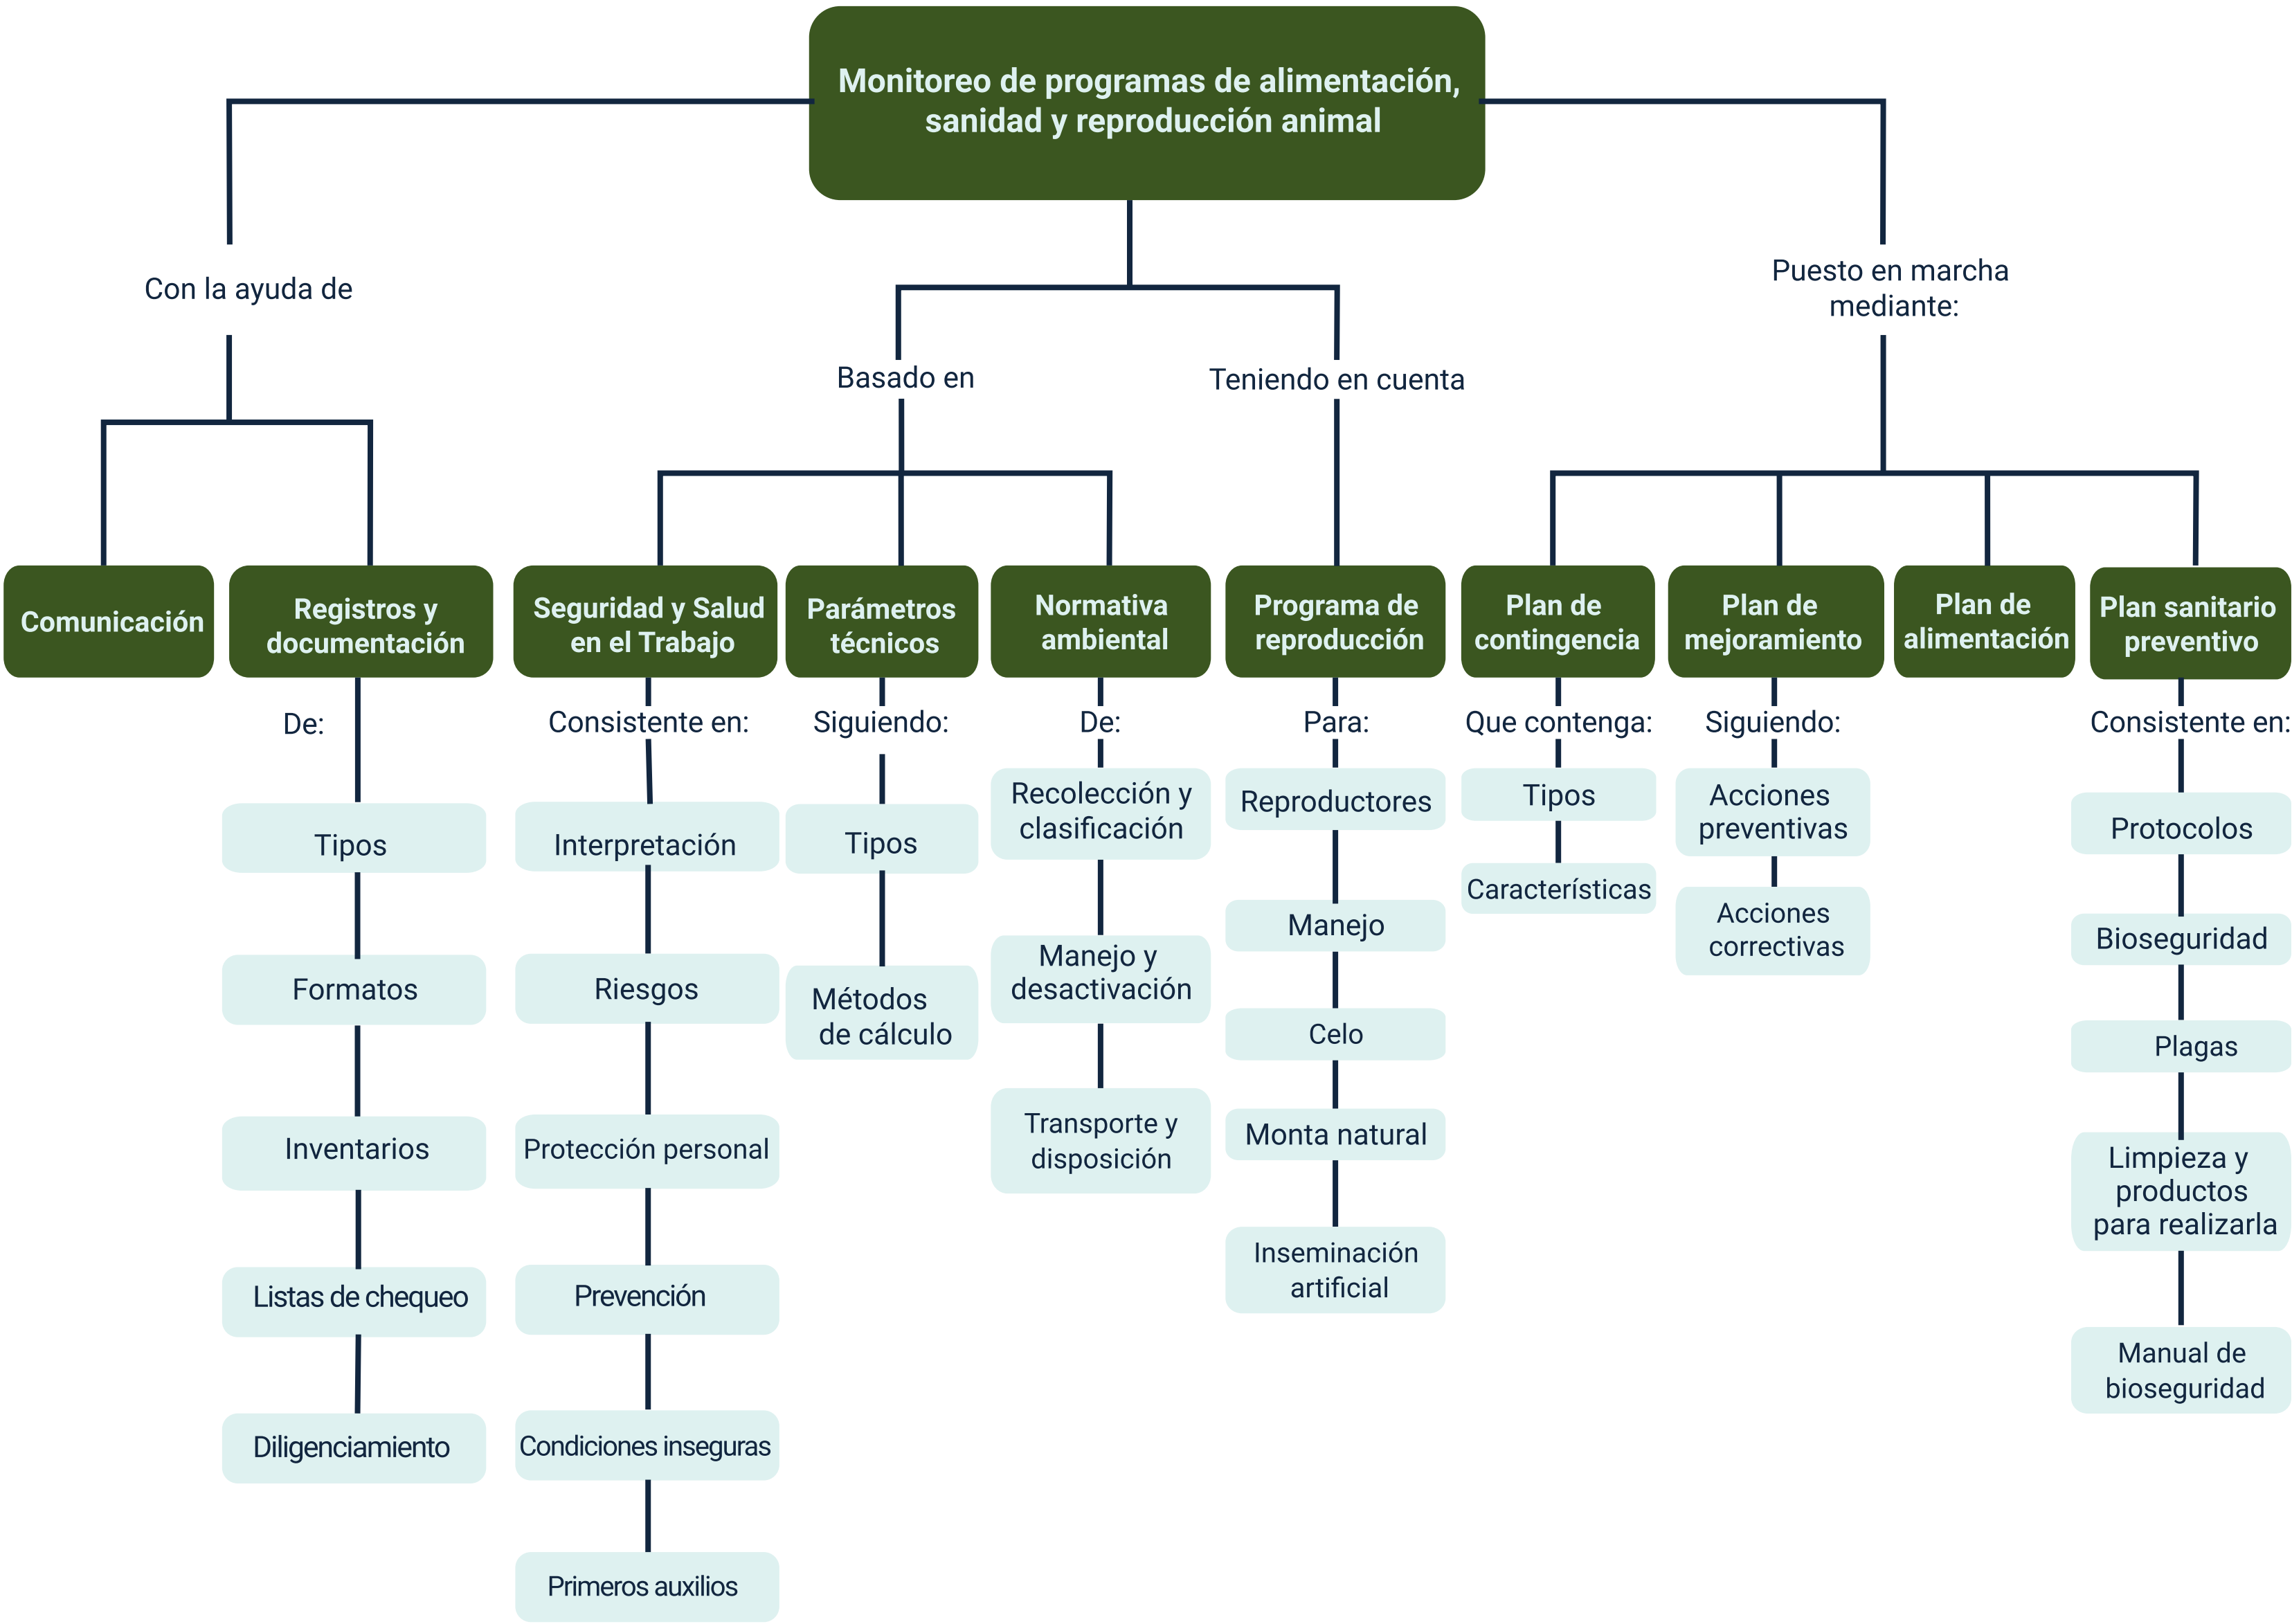 Monitoreo de programas de alimentación,
sanidad y reproducción animal
Con la ayuda de
Basado en
Teniendo en cuenta
Puesto en marcha
mediante:
Comunicación
Registros y
documentación
De:
Tipos
Formatos
Inventarios
Listas de chequeo
Diligenciamiento
Seguridad y Salud
en el Trabajo
Consistente en:
Interpretación
Riesgos
Protección personal
Prevención
Condiciones inseguras
Primeros auxilios
Parámetros
técnicos
Siguiendo:
Tipos
Métodos
de cálculo
Normativa
ambiental
De:
Recolección y
clasificación
Manejo y
desactivación
Transporte y
disposición
Programa de
reproducción
Para:
Reproductores
Manejo
Celo
Monta natural
Inseminación
artificial
Plan de
contingencia
Que contenga:
Tipos
Características
Plan de
mejoramiento
Siguiendo:
Acciones
preventivas
Acciones
correctivas
Plan de
alimentación
Plan sanitario
preventivo
Consistente en:
Protocolos
Bioseguridad
Plagas
Limpieza y
productos
para realizarla
Manual de
bioseguridad